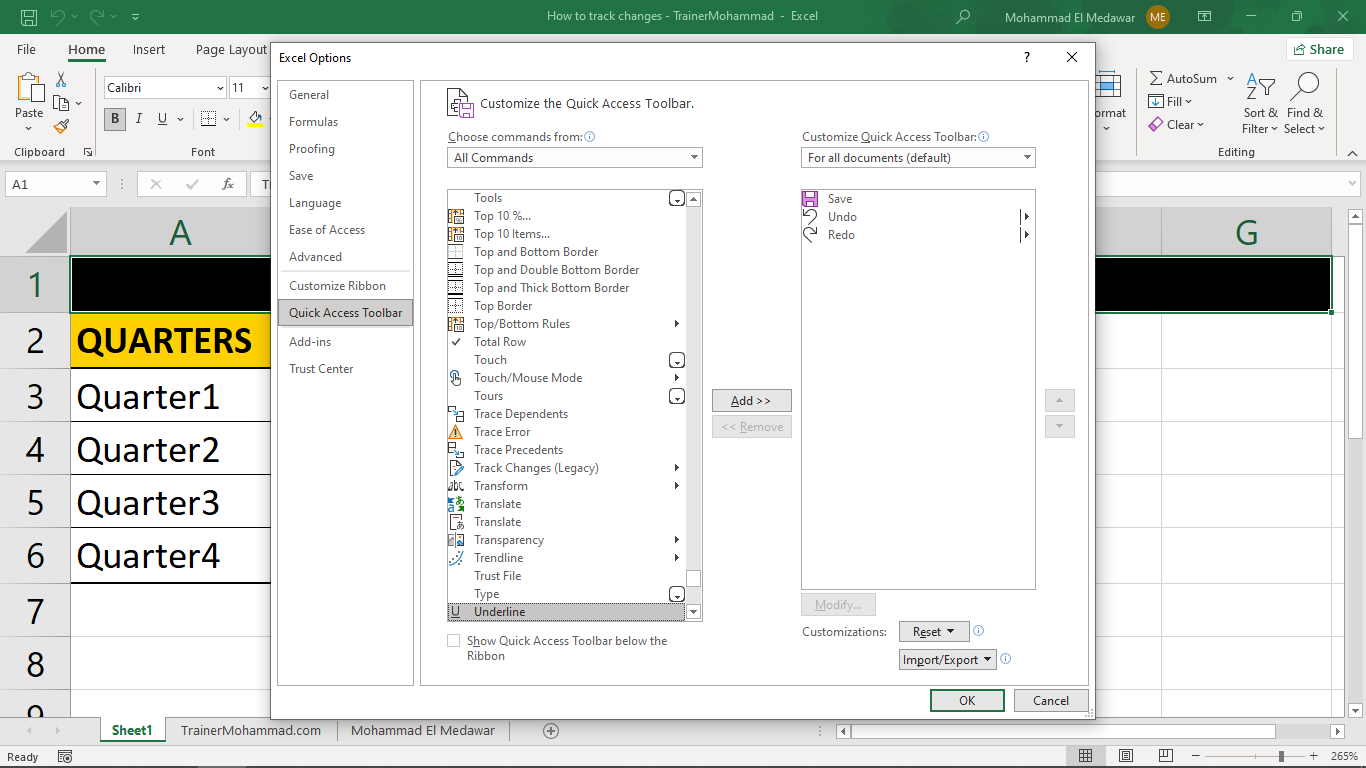 How to track changes - TrainerMohammad - Excel
Mohammad El Medawar
ME
File
Home
Insert
Page Layout
Share
Paste
Clipboard
Calibri
11
B
I
U
Font
ormat
AutoSum
Fill
Clear
Sort &
Filter
Find &
Select
Editing
A1
fx
Excel Options
?
General
Formulas
Proofing
Save
Language
Ease of Access
Advanced
Customize Ribbon
Quick Access Toolbar
Add-ins
Trust Center
Customize the Quick Access Toolbar.
Choose commands from:
All Commands
Tools
Top 10 %...
Top 10 Items...
Top and Bottom Border
Top and Double Bottom Border
Top and Thick Bottom Border
Top Border
Top/Bottom Rules
Total Row
Touch
Touch/Mouse Mode
Tours
Trace Dependents
Trace Error
Trace Precedents
Track Changes (Legacy)
Transform
Translate
Translate
Transparency
Trendline
Trust File
Type
Underline
Show Quick Access Toolbar below the
Ribbon
Add >>
<< Remove
Customize Quick Access Toolbar:
For all documents (default)
Save
Undo
Redo
Modify...
Customizations:
Reset
Import/Export
OK
Cancel
A
G
1
2
QUARTERS
3
Quarter1
4
Quarter2
5
Quarter3
6
Quarter4
7
8
9
Sheet1
TrainerMohammad.com
Mohammad El Medawar
Ready
265%